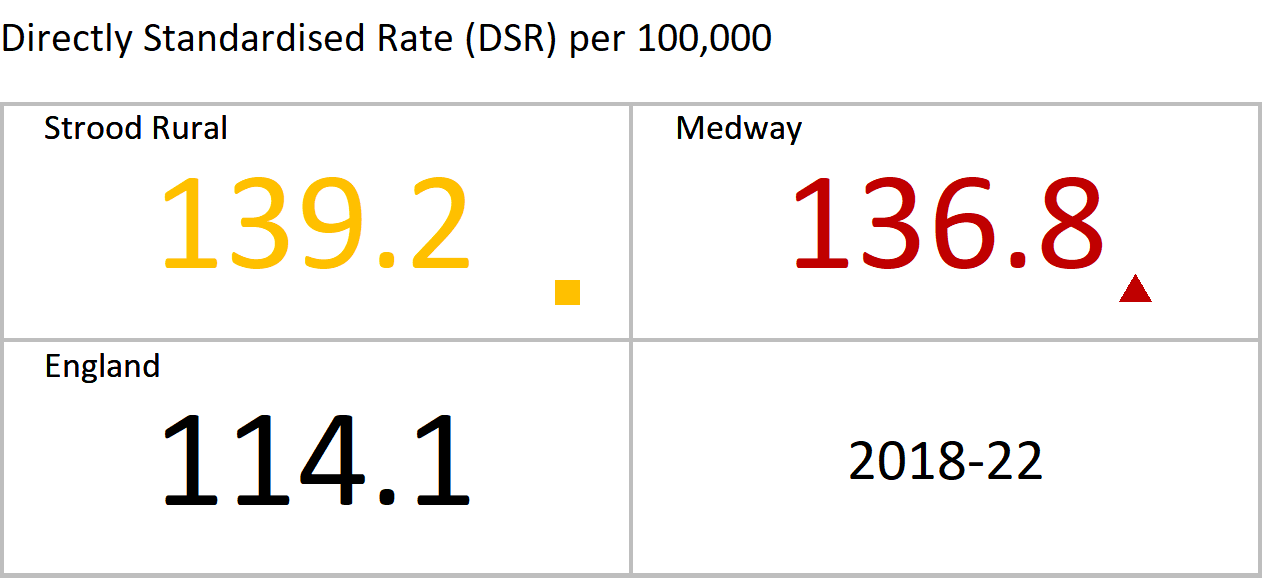 Directly Standardised Rate (DSR) per 100,000
Strood Rural
139.2
Medway
136.8
England
114.1
2018-22